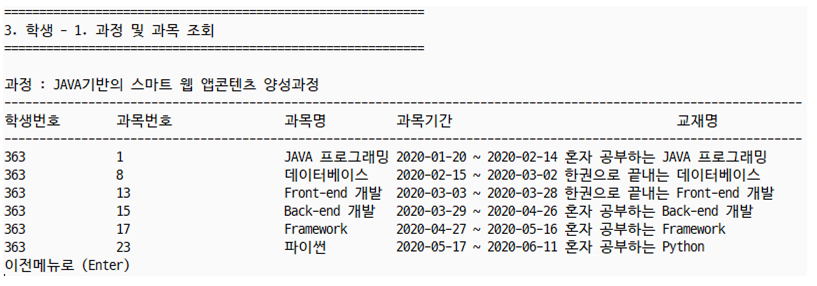 ============================================================
3. 학생 - 1. 과정 및 과목 조회
============================================================
과정 : JAVA기반의 스마트 웹 앱콘텐츠 양성과정
------------------------------------------------------------------------------------------------------------------
학생번호 과목번호 과목명 과목기간 교재명
------------------------------------------------------------------------------------------------------------------
363 1 JAVA 프로그래밍 2020-01-20 ~ 2020-02-14 혼자 공부하는 JAVA 프로그래밍
363 8 데이터베이스 2020-02-15 ~ 2020-03-02 한권으로 끝내는 데이터베이스
363 13 Front-end 개발 2020-03-03 ~ 2020-03-28 한권으로 끝내는 Front-end 개발
363 15 Back-end 개발 2020-03-29 ~ 2020-04-26 혼자 공부하는 Back-end 개발
363 17 Framework 2020-04-27 ~ 2020-05-16 혼자 공부하는 Framework
363 23 파이썬 2020-05-17 ~ 2020-06-11 혼자 공부하는 Python
이전메뉴로 (Enter)